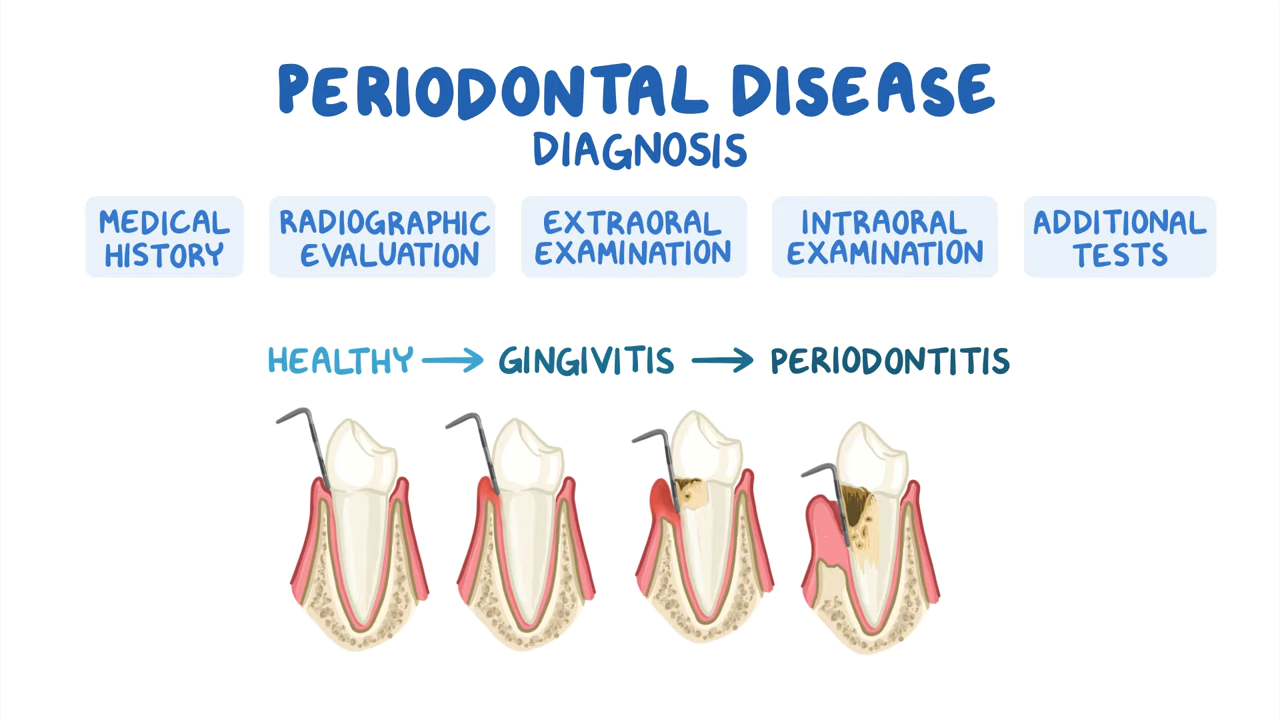 PERIODONTAL DISEASE
DIAGNOSIS
MEDICAL
HISTORY
RADIOGRAPHIC
EVALUATION
EXTRAORAL
EXAMINATION
INTRAORAL
EXAMINATION
ADDITIONAL
TESTS
HEALTHY → GINGIVITIS → PERIODONTITIS